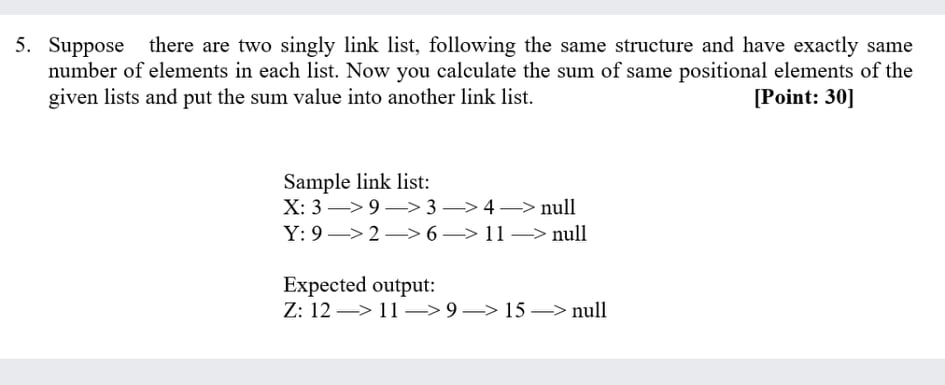 5. Suppose there are two singly link list, following the same structure and have exactly same
number of elements in each list. Now you calculate the sum of same positional elements of the
given lists and put the sum value into another link list. [Point: 30]
Sample link list:
X: 3 —> 9 —> 3 —> 4 —> null
Y: 9 —> 2 —> 6 —> 11 —> null
Expected output:
Z: 12 —> 11 —> 9 —> 15 —> null